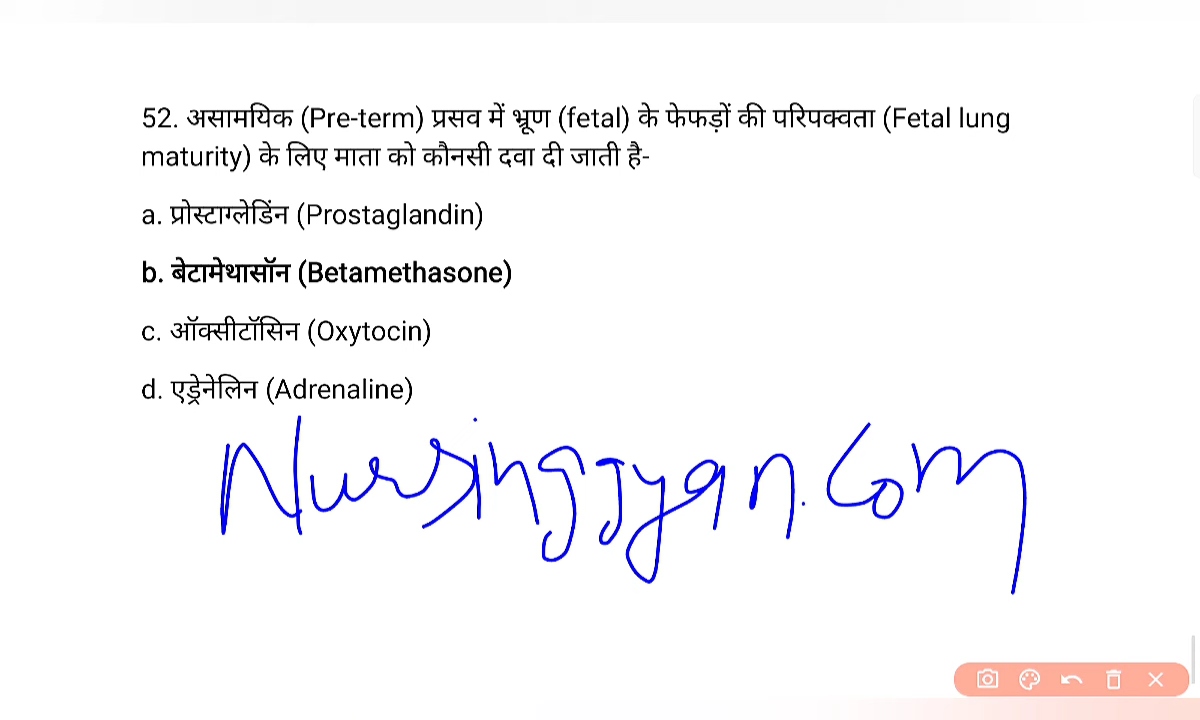 52. असामयिक (Pre-term) प्रसव में भ्रूण (fetal) के फेफड़ों की परिपक्वता (Fetal lung
maturity) के लिए माता को कौनसी दवा दी जाती है-
a. प्रोस्टाग्लेडिंन (Prostaglandin)
b. बेटामेथासॉन (Betamethasone)
c. ऑक्सीटॉसिन (Oxytocin)
d. एड्रेनेलिन (Adrenaline)
Nursinggyan.Com